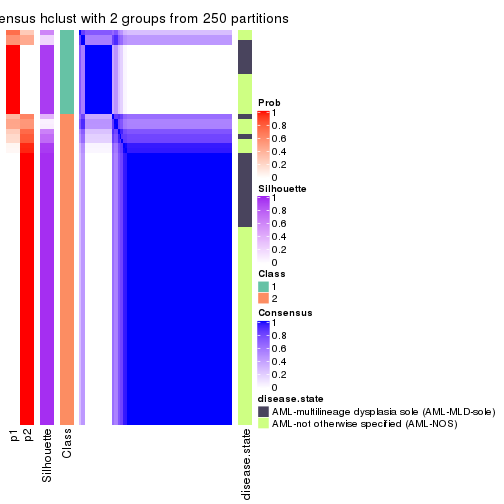 ensus hclust with 2 groups from 250 partitions
Prob
1
0.8
0.6
0.4
0.2
0
Silhouette
1
0.8
0.6
0.4
0.2
0
Class
1
2
Consensus
1
0.8
0.6
0.4
0.2
0
disease.state
AML-multilineage dysplasia sole (AML-MLD-sole)
AML-not otherwise specified (AML-NOS)
p1
p2
Silhouette
Class
disease.state